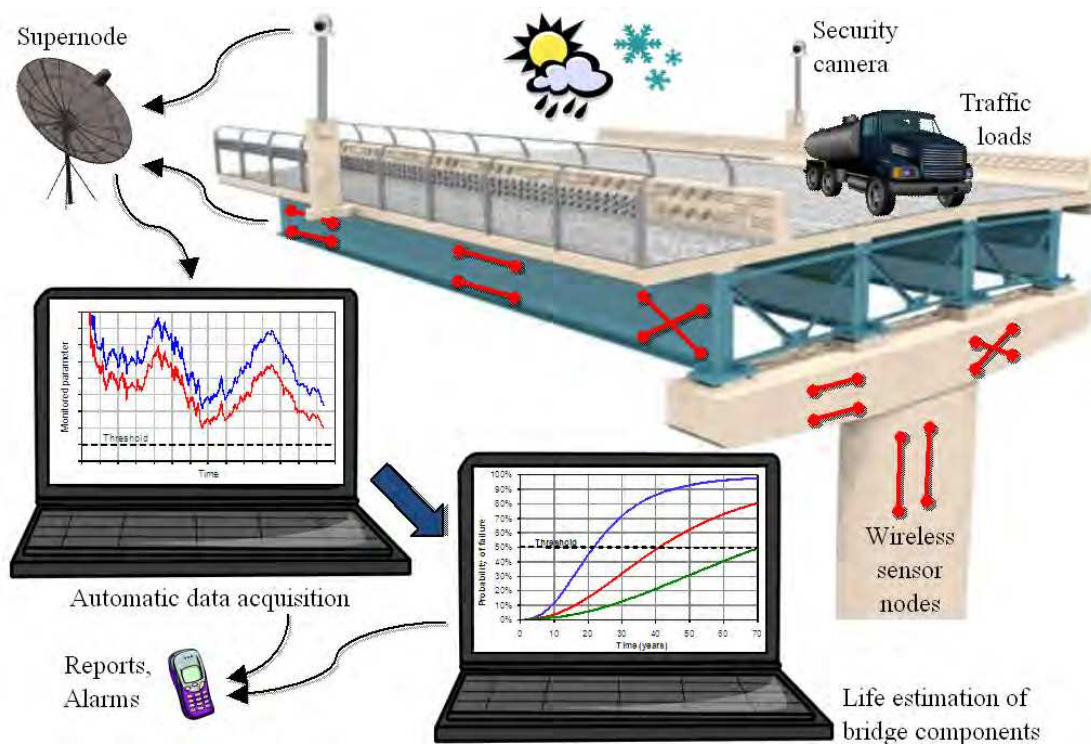 Supernode
Security
camera
Traffic
loads
Monitored parameter
Threshold
Time
Automatic data acquisition
Probability of failure
100%
90%
80%
70%
60%
50%
40%
30%
20%
10%
0%
Threshold
0 10 20 30 40 50 60 70
Time (years)
Wireless
sensor
nodes
Reports,
Alarms
Life estimation of
bridge components